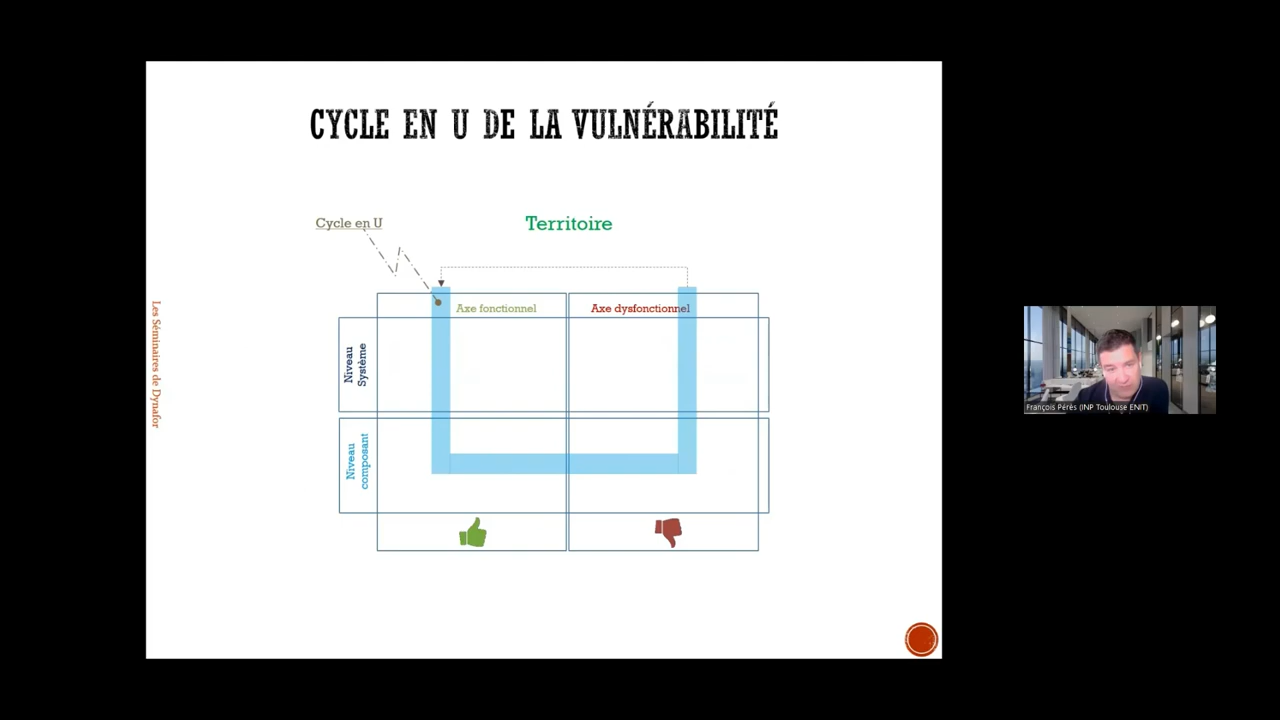 CYCLE EN U DE LA VULNÉRABILITÉ
Cycle en U
Territoire
Axe fonctionnel
Axe dysfonctionnel
Niveau
Système
Niveau
composant
Les Séminaires de Dynafor
François Pérès (INP Toulouse ENIT)